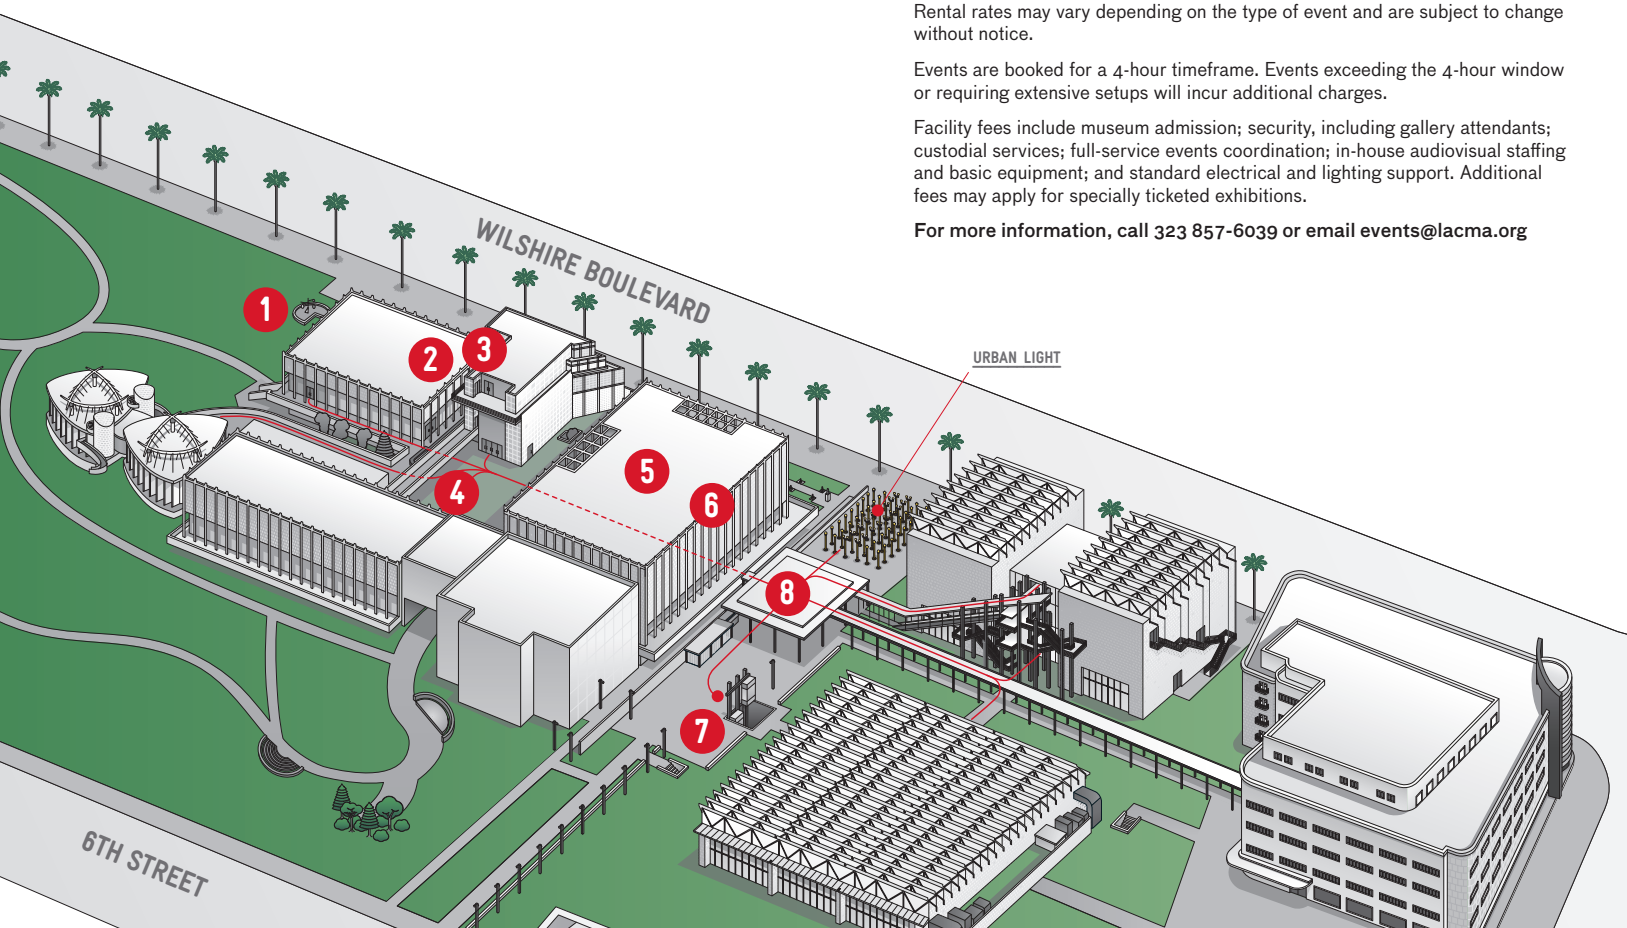 Rental rates may vary depending on the type of event and are subject to change
without notice.
Events are booked for a 4-hour timeframe. Events exceeding the 4-hour window
or requiring extensive setups will incur additional charges.
Facility fees include museum admission; security, including gallery attendants;
custodial services; full-service events coordination; in-house audiovisual staffing
and basic equipment; and standard electrical and lighting support. Additional
fees may apply for specially ticketed exhibitions.
For more information, call 323 857-6039 or email events@lacma.org
WILSHIRE BOULEVARD
1
2
3
URBAN LIGHT
4
5
6
8
7
6TH STREET